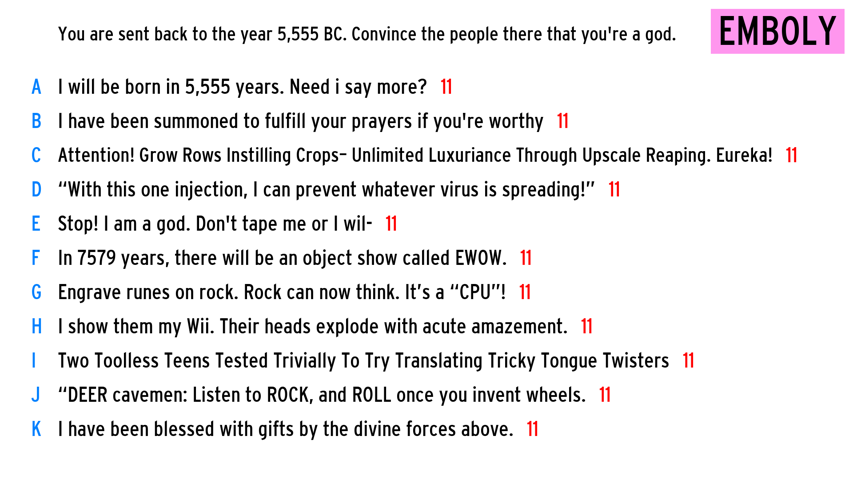 You are sent back to the year 5,555 BC. Convince the people there that you're a god. EMBOLY
A I will be born in 5,555 years. Need i say more? 11
B I have been summoned to fulfill your prayers if you're worthy 11
C Attention! Grow Rows Instilling Crops– Unlimited Luxuriance Through Upscale Reaping. Eureka! 11
D “With this one injection, I can prevent whatever virus is spreading!” 11
E Stop! I am a god. Don't tape me or I wil- 11
F In 7579 years, there will be an object show called EWOW. 11
G Engrave runes on rock. Rock can now think. It’s a “CPU”! 11
H I show them my Wii. Their heads explode with acute amazement. 11
I Two Toolless Teens Tested Trivially To Try Translating Tricky Tongue Twisters 11
J “DEER cavemen: Listen to ROCK, and ROLL once you invent wheels. 11
K I have been blessed with gifts by the divine forces above. 11